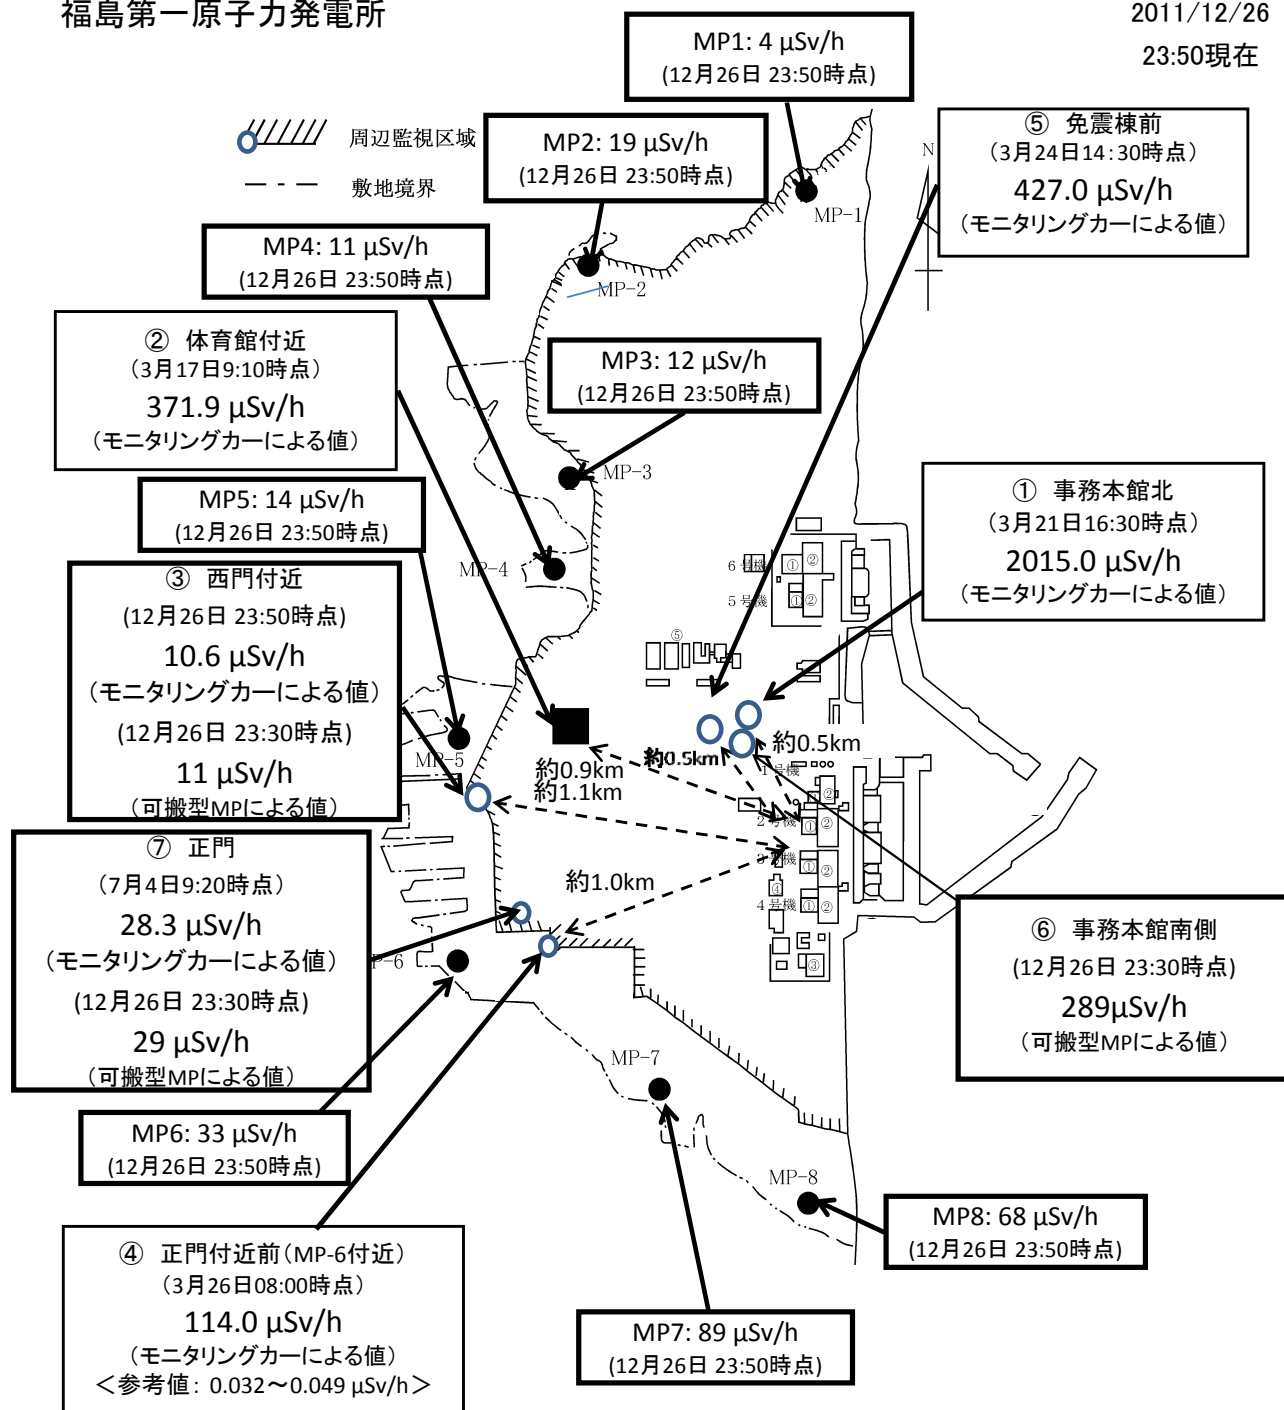 福島第一原子力発電所
2011/12/26
23:50現在
周辺監視区域
敷地境界
MP1: 4 μSv/h
(12月26日 23:50時点)
MP2: 19 μSv/h
(12月26日 23:50時点)
MP4: 11 μSv/h
(12月26日 23:50時点)
⑤ 免震棟前
(3月24日14:30時点)
427.0 μSv/h
(モニタリングカーによる値)
N
MP-1
MP-2
② 体育館付近
(3月17日9:10時点)
371.9 μSv/h
(モニタリングカーによる値)
MP3: 12 μSv/h
(12月26日 23:50時点)
MP-3
MP5: 14 μSv/h
(12月26日 23:50時点)
① 事務本館北
(3月21日16:30時点)
2015.0 μSv/h
(モニタリングカーによる値)
MP-4
③ 西門付近
(12月26日 23:50時点)
10.6 μSv/h
(モニタリングカーによる値)
(12月26日 23:30時点)
11 μSv/h
(可搬型MPによる値)
6号機
① ②
5号機
① ②
⑤
MP-5
約0.9km
約1.1km
約0.5km
約0.5km
1号機
②
2号機
① ②
3号機
① ②
④
4号機
① ②
③
約1.0km
⑦ 正門
(7月4日9:20時点)
28.3 μSv/h
(モニタリングカーによる値)
(12月26日 23:30時点)
29 μSv/h
(可搬型MPによる値)
P-6
⑥ 事務本館南側
(12月26日 23:30時点)
289μSv/h
(可搬型MPによる値)
MP-7
MP6: 33 μSv/h
(12月26日 23:50時点)
MP-8
MP8: 68 μSv/h
(12月26日 23:50時点)
④ 正門付近前(MP-6付近)
(3月26日08:00時点)
114.0 μSv/h
(モニタリングカーによる値)
<参考値: 0.032~0.049 μSv/h>
MP7: 89 μSv/h
(12月26日 23:50時点)